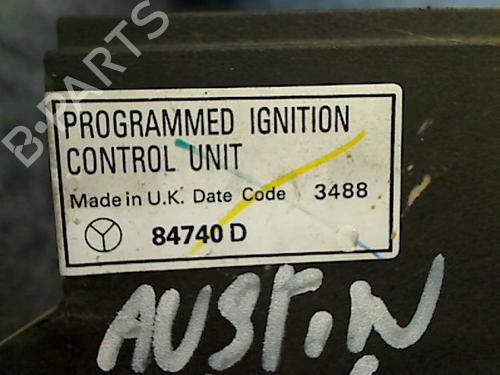 B-PARTS
PROGRAMMED IGNITION
CONTROL UNIT
Made in U.K. Date Code 3488
84740 D
AUSTIN